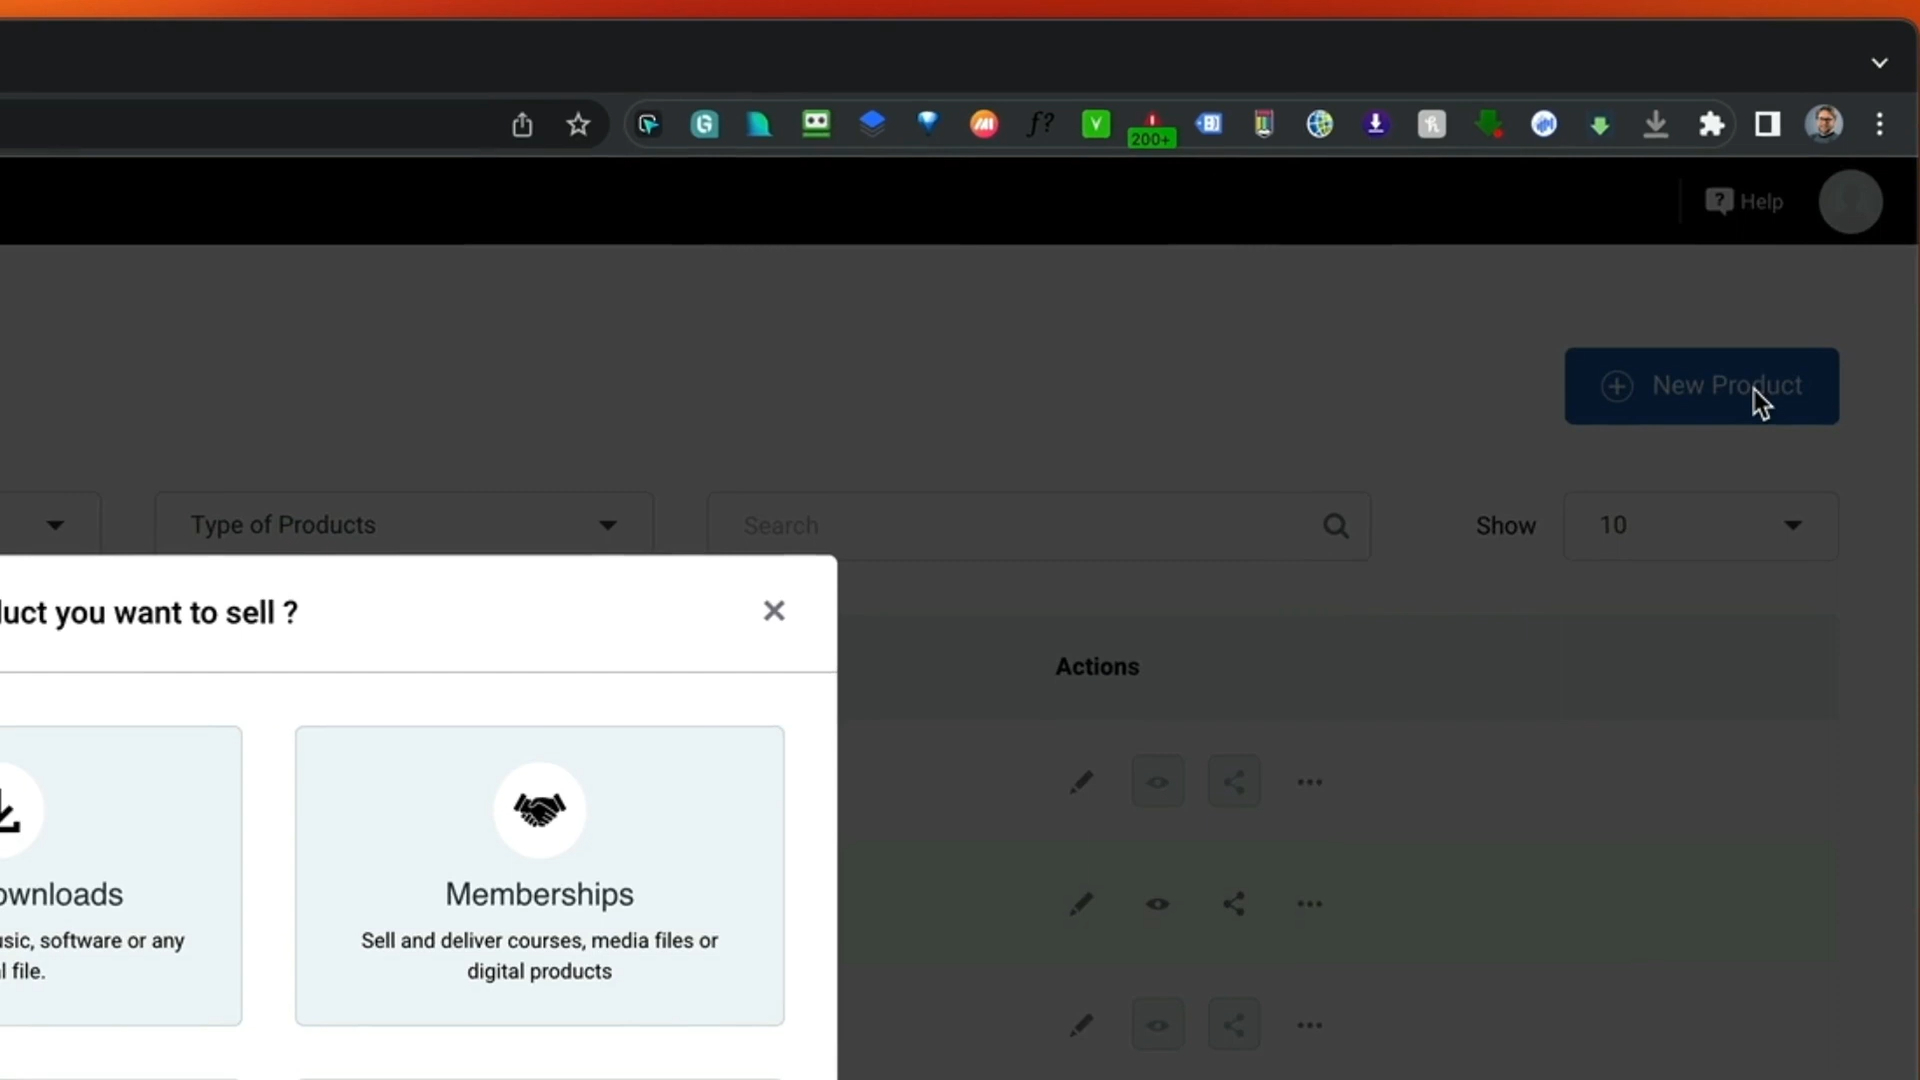 200+
Help
New Product
Type of Products
Search
Show
10
luct you want to sell ?
Actions
ownloads
Memberships
usic, software or any
Sell and deliver courses, media files or
l file.
digital products